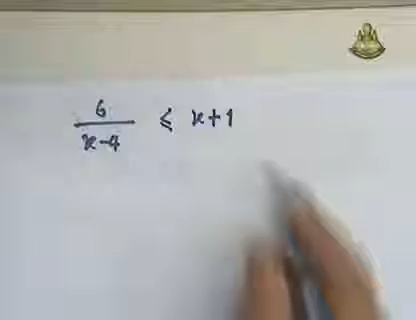 6/(x-4) ≤ x+1